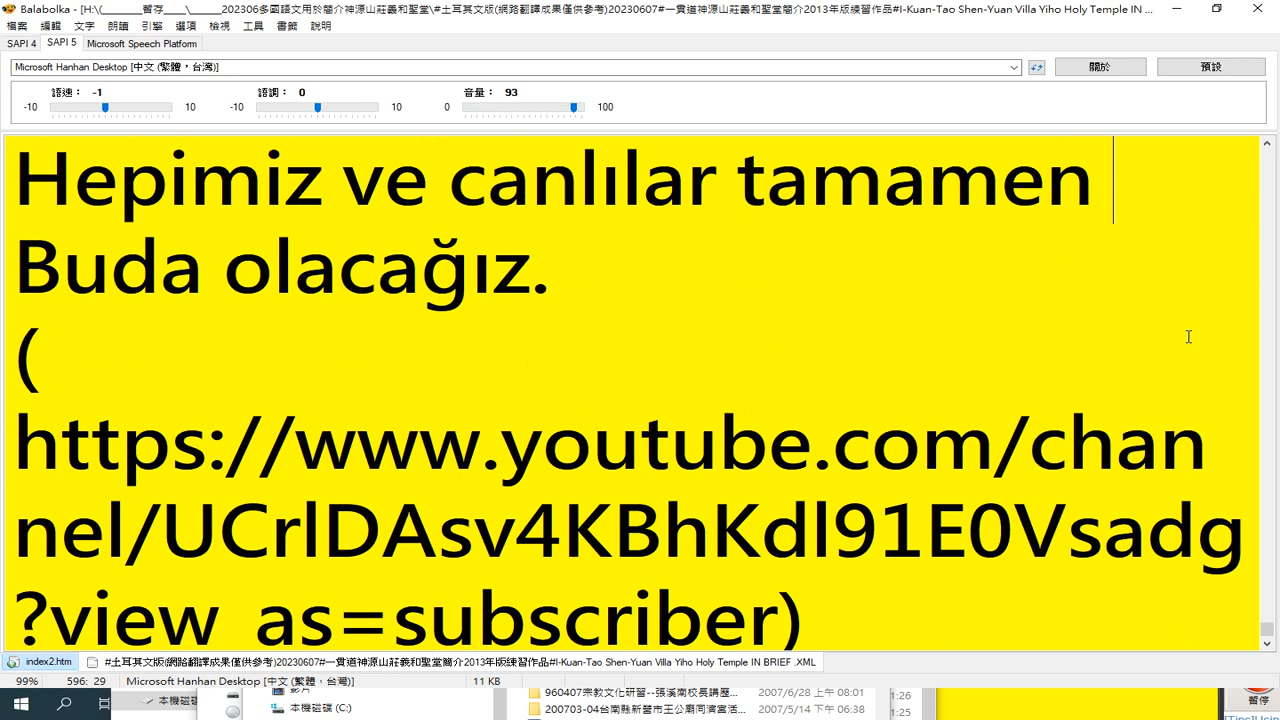 Balabolka - [H:\(______暫存____\______202306多國語文用於簡介神源山莊義和聖堂\#土耳其文版(網路翻譯成果僅供參考)20230607#一貫道神源山莊義和聖堂簡介2013年版練習作品#I-Kuan-Tao Shen-Yuan Villa Yiho Holy Temple IN ...
檔案 編輯 文字 朗讀 引擎 選項 檢視 工具 書籤 說明
SAPI 4 SAPI 5 Microsoft Speech Platform
Microsoft Hanhan Desktop [中文 (繁體，台灣)] 關於 預設
語速： -1 語調： 0 音量： 93
-10 10 -10 10 0 100
Hepimiz ve canlılar tamamen
Buda olacağız.
(
https://www.youtube.com/chan
nel/UCrlDAsv4KBhKdl91E0Vsadg
?view_as=subscriber)
index2.htm #土耳其文版(網路翻譯成果僅供參考)20230607#一貫道神源山莊義和聖堂簡介2013年版練習作品#I-Kuan-Tao Shen-Yuan Villa Yiho Holy Temple IN BRIEF .XML
99% 596: 29 11 KB Microsoft Hanhan Desktop [中文 (繁體，台灣)]
本機磁碟 影片 960407宗教文化研習--張溪南校長講歷... 2007/6/25 上午 08:01 1:26 暫停
本機磁碟 (C:) 200703-04台南縣新營市王公廟同濟宮活... 2007/5/14 下午 06:38 1:25